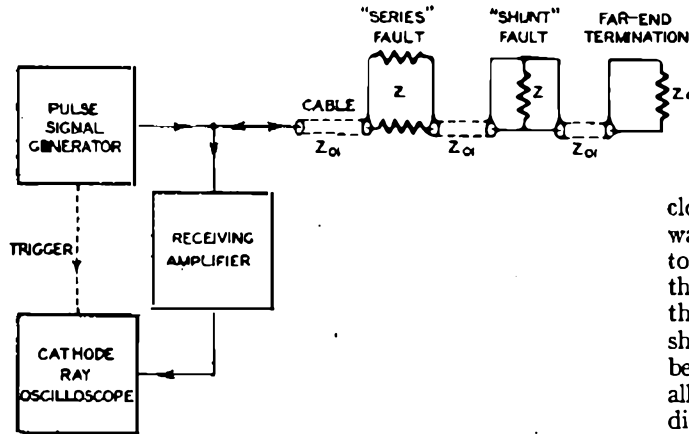 "SERIES"
FAULT
"SHUNT"
FAULT
FAR-END
TERMINATION
PULSE
SIGNAL
GENERATOR
CABLE
Z
Z
Z₀₁
Z₀₁
Z₀₁
TRIGGER
RECEIVING
AMPLIFIER
CATHODE
RAY
OSCILLOSCOPE
clo
wa
to
th
th
sh
be
all
di